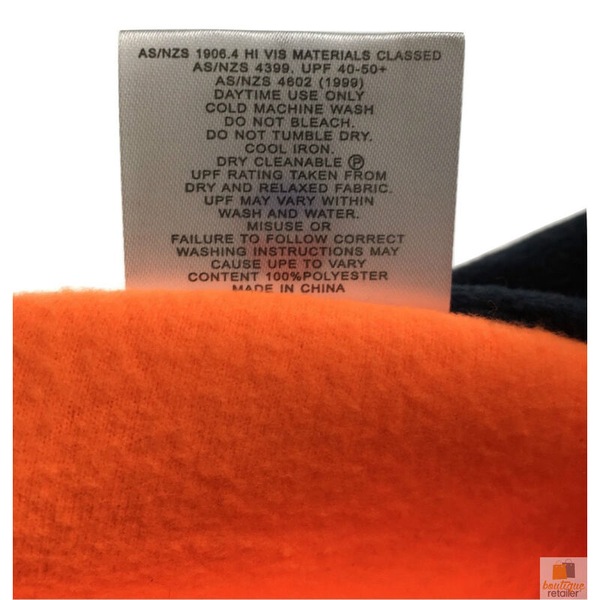 AS/NZS 1906.4 HI VIS MATERIALS CLASSED
AS/NZS 4399. UPF 40-50+
AS/NZS 4602 (1999)
DAYTIME USE ONLY
COLD MACHINE WASH
DO NOT BLEACH.
DO NOT TUMBLE DRY.
COOL IRON.
DRY CLEANABLE Ⓟ
UPF RATING TAKEN FROM
DRY AND RELAXED FABRIC.
UPF MAY VARY WITHIN
WASH AND WATER.
MISUSE OR
FAILURE TO FOLLOW CORRECT
WASHING INSTRUCTIONS MAY
CAUSE UPE TO VARY
CONTENT 100%POLYESTER
MADE IN CHINA
boutique
retailer